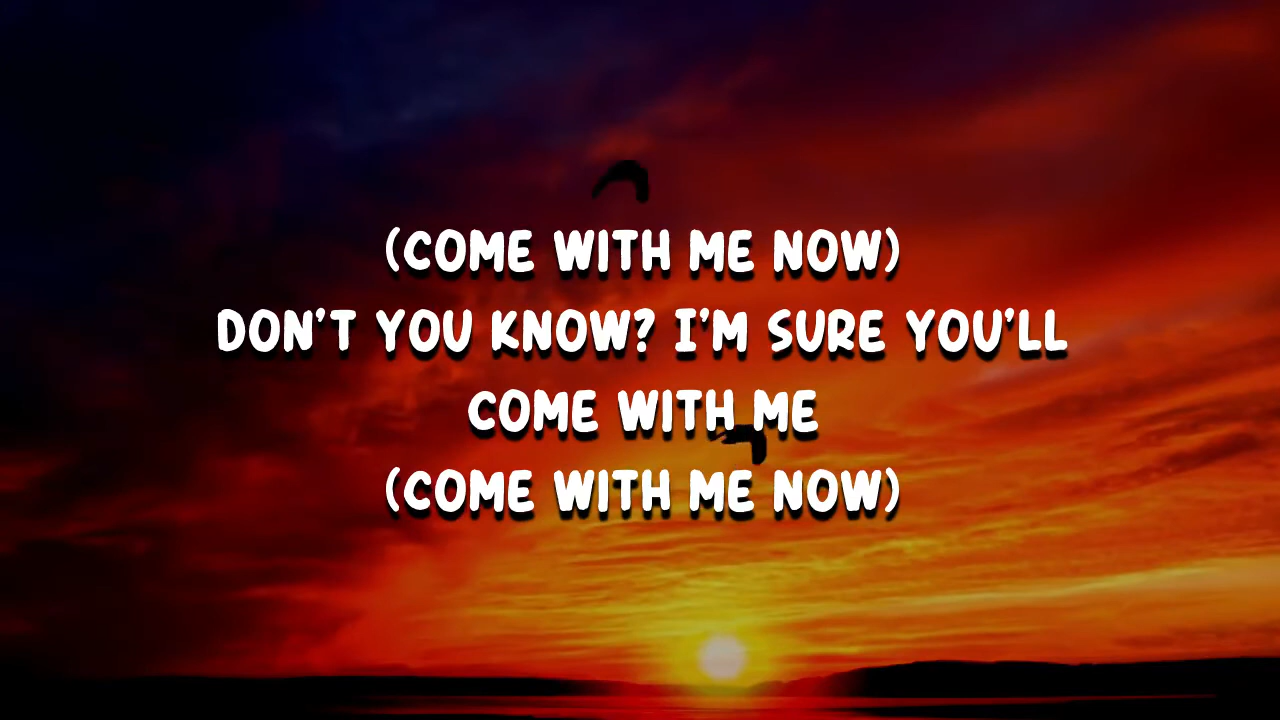 (COME WITH ME NOW)
DON'T YOU KNOW? I'M SURE YOU'LL
COME WITH ME
(COME WITH ME NOW)